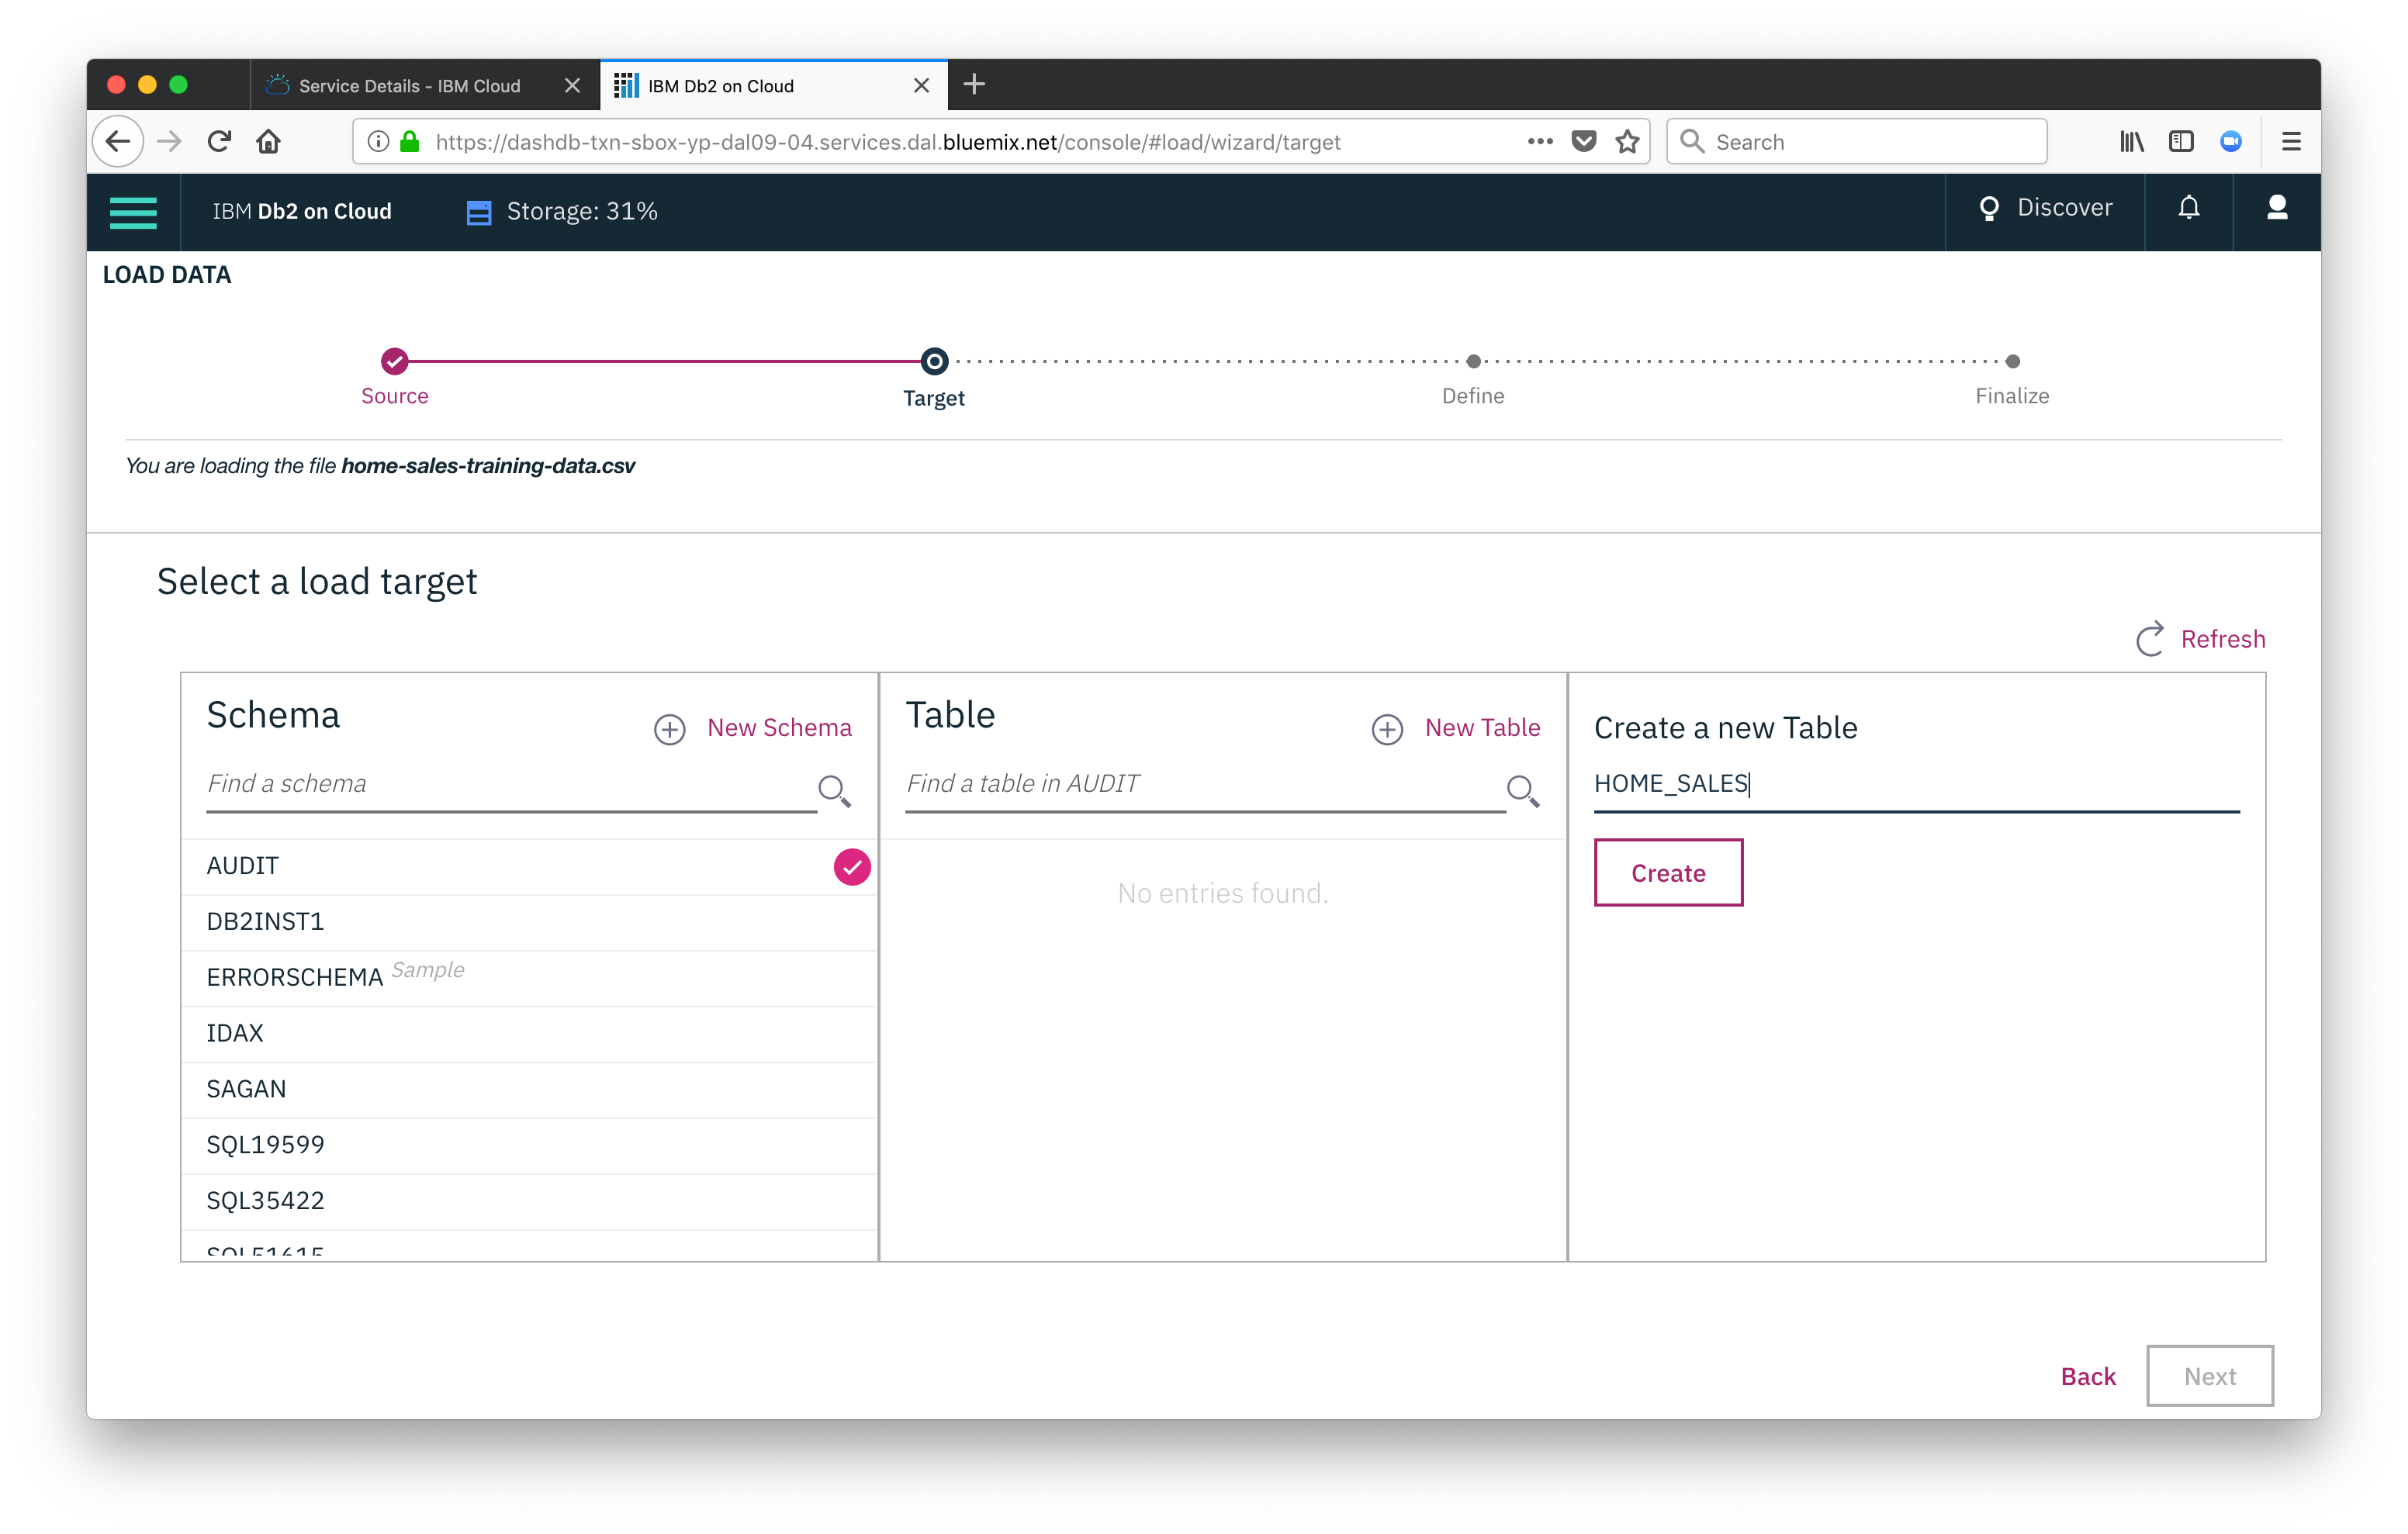 Service Details - IBM Cloud
IBM Db2 on Cloud
https://dashdb-txn-sbox-yp-dal09-04.services.dal.bluemix.net/console/#load/wizard/target
Search
IBM Db2 on Cloud
Storage: 31%
Discover
LOAD DATA
Source
Target
Define
Finalize
You are loading the file home-sales-training-data.csv
Select a load target
Refresh
Schema
New Schema
Find a schema
AUDIT
DB2INST1
ERRORSCHEMA Sample
IDAX
SAGAN
SQL19599
SQL35422
SQL51615
Table
New Table
Find a table in AUDIT
No entries found.
Create a new Table
HOME_SALES
Create
Back
Next